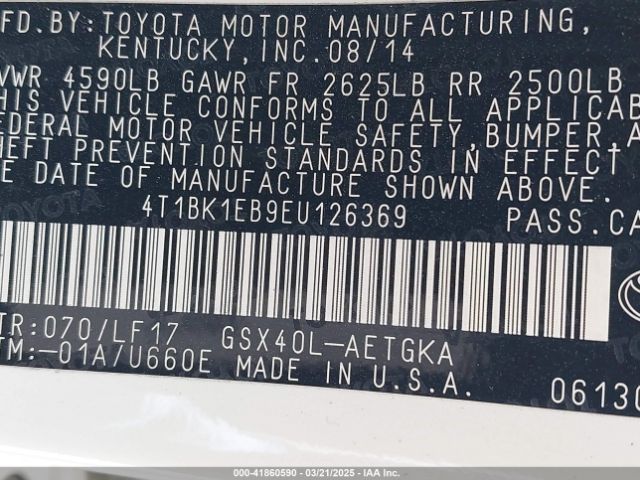 FD.BY: TOYOTA MOTOR MANUFACTURING,
KENTUCKY, INC. 08/14
VWR 4590LB GAWR FR 2625LB RR 2500LB
HIS VEHICLE CONFORMS TO ALL APPLICAB
EDERAL MOTOR VEHICLE SAFETY, BUMPER, A
HEFT PREVENTION STANDARDS IN EFFECT
E DATE OF MANUFACTURE SHOWN ABOVE.
4T1BK1EB9EU126369 PASS.CA
TR:070/LF17 GSX40L-AETGKA
TM:-01A/U660E MADE IN U.S.A. 06130
000-41860590 | 03/21/2025 | IAA Inc.